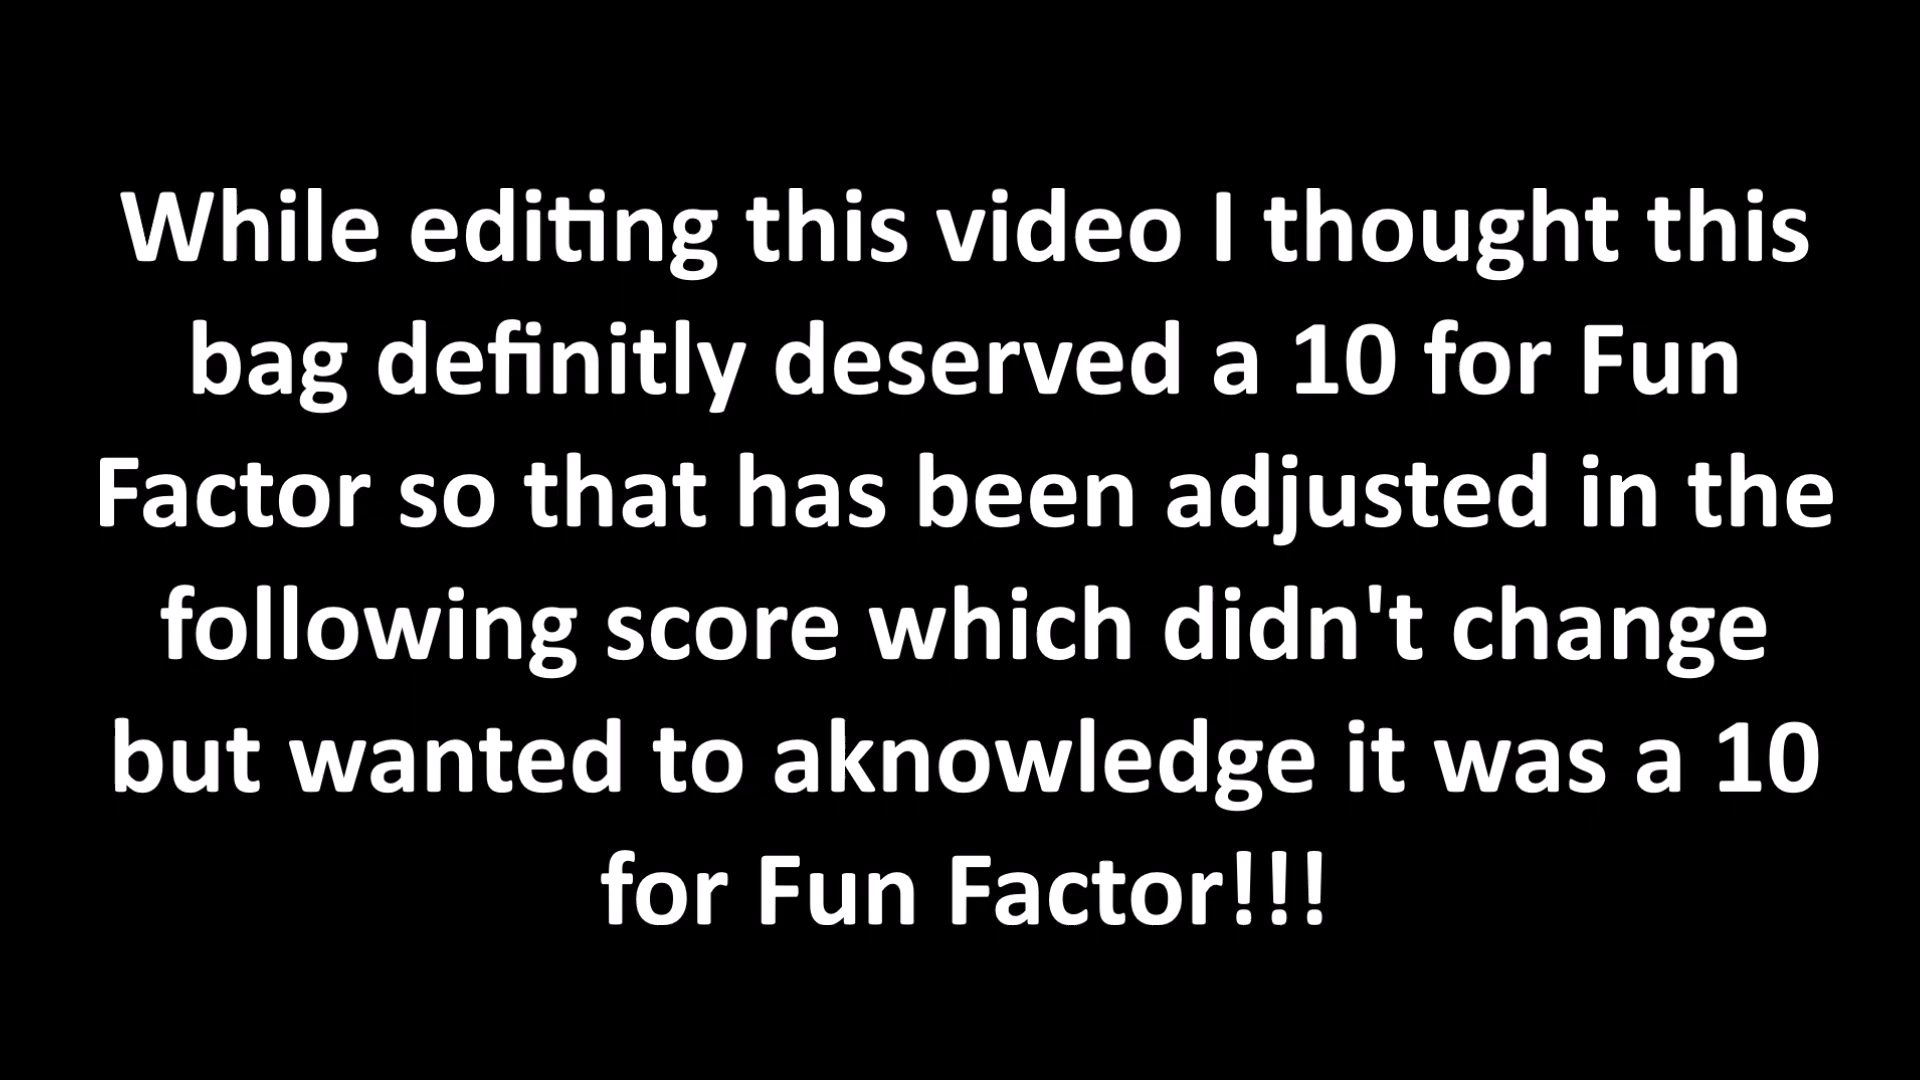 While editing this video I thought this
bag definitly deserved a 10 for Fun
Factor so that has been adjusted in the
following score which didn't change
but wanted to aknowledge it was a 10
for Fun Factor!!!